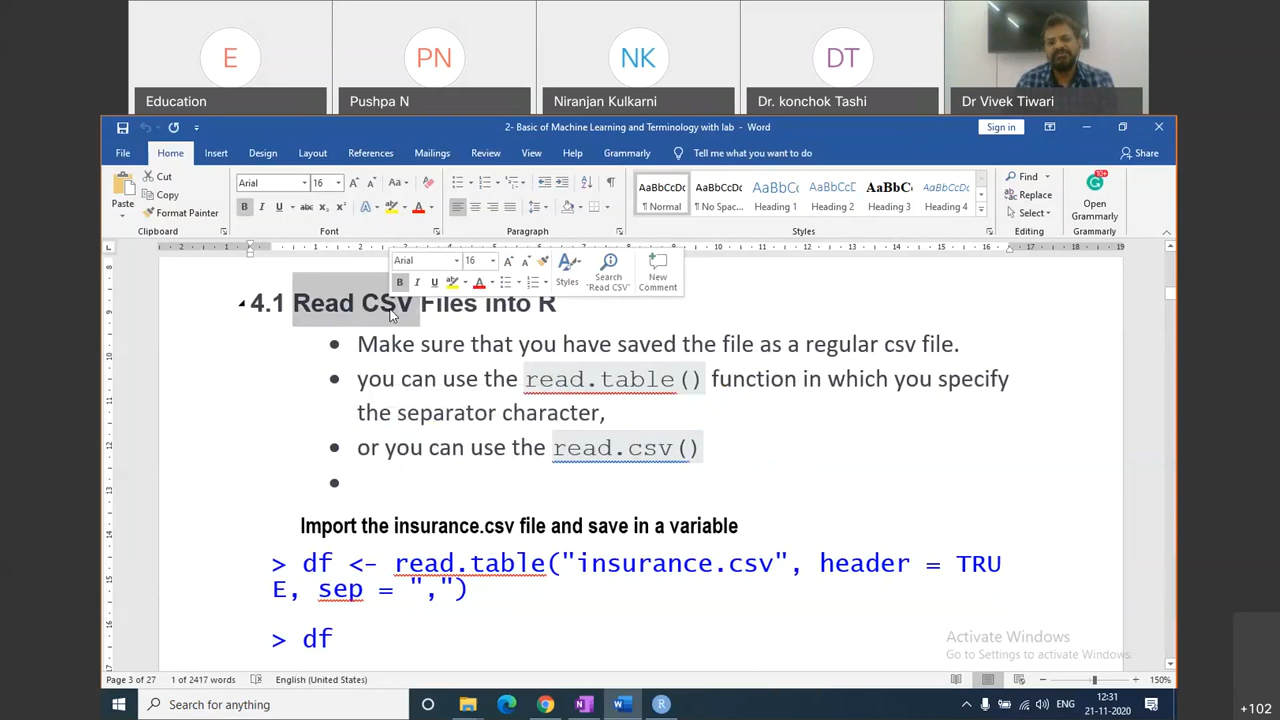 E
PN
NK
DT
Education
Pushpa N
Niranjan Kulkarni
Dr. konchok Tashi
Dr Vivek Tiwari
2- Basic of Machine Learning and Terminology with lab - Word
Sign in
File Home Insert Design Layout References Mailings Review View Help Grammarly Tell me what you want to do Share
Paste
Cut
Copy
Format Painter
Clipboard
Arial 16
Font
Paragraph
AaBbCcDc AaBbCcDc AaBbCc AaBbCcD AaBbC AaBbCcD
¶ Normal ¶ No Spac... Heading 1 Heading 2 Heading 3 Heading 4
Styles
Find
Replace
Select
Editing
Open
Grammarly
Grammarly
Arial 16
Styles
Search
"Read CSV"
New
Comment
4.1 Read CSV Files into R
• Make sure that you have saved the file as a regular csv file.
• you can use the read.table() function in which you specify
the separator character,
• or you can use the read.csv()
•
Import the insurance.csv file and save in a variable
> df <- read.table("insurance.csv", header = TRU
E, sep = ",")
> df
Activate Windows
Go to Settings to activate Windows.
Page 3 of 27 1 of 2417 words English (United States) 150%
Search for anything
ENG
12:31
21-11-2020
+102